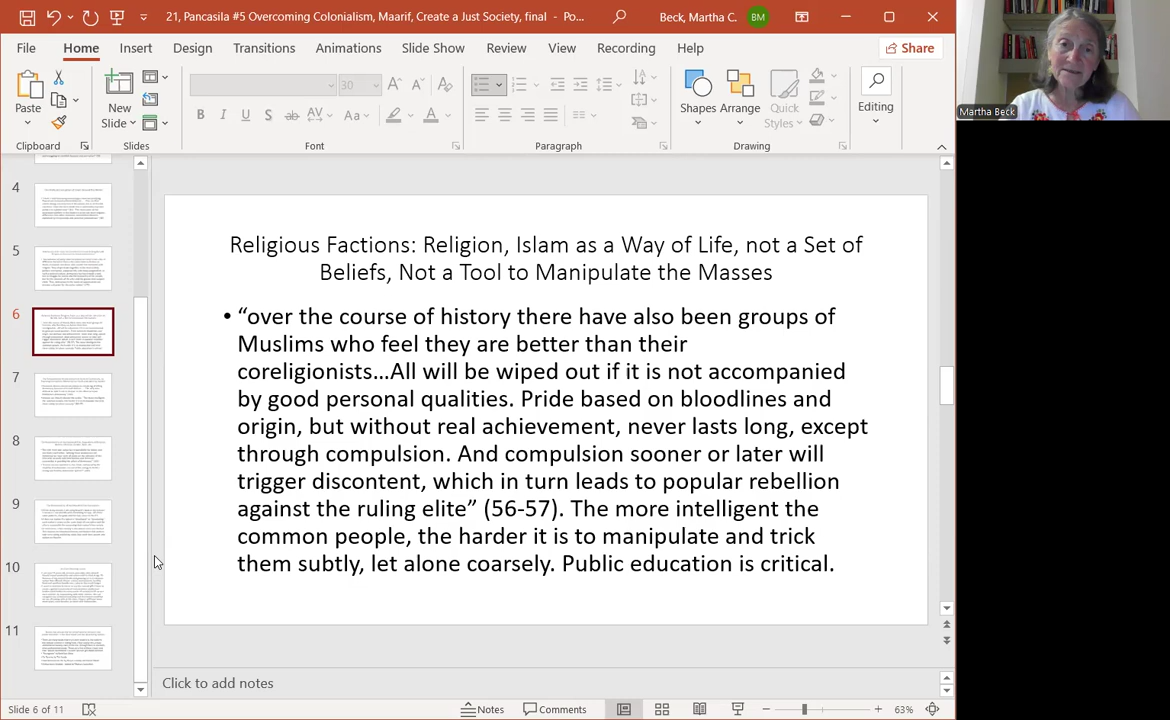 21, Pancasila #5 Overcoming Colonialism, Maarif, Create a Just Society, final - Po...
Beck, Martha C.
BM
File
Home
Insert
Design
Transitions
Animations
Slide Show
Review
View
Recording
Help
Share
Paste
New
Slide
30
B I U S ab AV Aa A
Shapes
Arrange
Quick
Styles
Editing
Clipboard
Slides
Font
Paragraph
Drawing
Martha Beck
4
5
6
7
8
9
10
11
Religious Factions: Religion, Islam as a Way of Life, not a Set of
Beliefs, Not a Tool to Manipulate the Masses
• “over the course of history there have also been groups of
Muslims who feel they are better than their
coreligionists...All will be wiped out if it is not accompanied
by good personal qualities. Pride based on bloodlines and
origin, but without real achievement, never lasts long, except
through compulsion. And compulsion sooner or later will
trigger discontent, which in turn leads to popular rebellion
against the ruling elite” (56-57). The more intelligent the
common people, the harder it is to manipulate and trick
them subtly, let alone coarsely. Public education is critical.
Click to add notes
Slide 6 of 11
Notes
Comments
63%